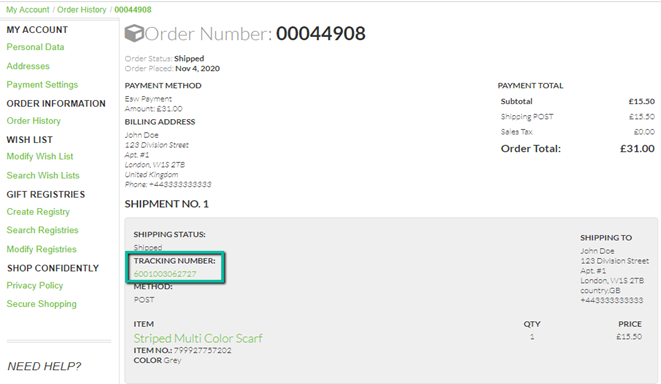 My Account / Order History / 00044908
MY ACCOUNT
Personal Data
Addresses
Payment Settings
ORDER INFORMATION
Order History
WISH LIST
Modify Wish List
Search Wish Lists
GIFT REGISTRIES
Create Registry
Search Registries
Modify Registries
SHOP CONFIDENTLY
Privacy Policy
Secure Shopping
NEED HELP?
Order Number: 00044908
Order Status: Shipped
Order Placed: Nov 4, 2020
PAYMENT METHOD
Eaw Payment
Amount: £31.00
BILLING ADDRESS
John Doe
123 Division Street
Apt. #1
London, W1S 2TB
United Kingdom
Phone: +443333333333
PAYMENT TOTAL
Subtotal £15.50
Shipping POST £15.50
Sales Tax £0.00
Order Total: £31.00
SHIPMENT NO. 1
SHIPPING STATUS:
Shipped
TRACKING NUMBER:
6001003062727
METHOD:
POST
SHIPPING TO
John Doe
123 Division Street
Apt. #1
London, W1S 2TB
country.GB
+443333333333
ITEM QTY PRICE
Striped Multi Color Scarf 1 £15.50
ITEM NO.: 799927757202
COLOR Grey